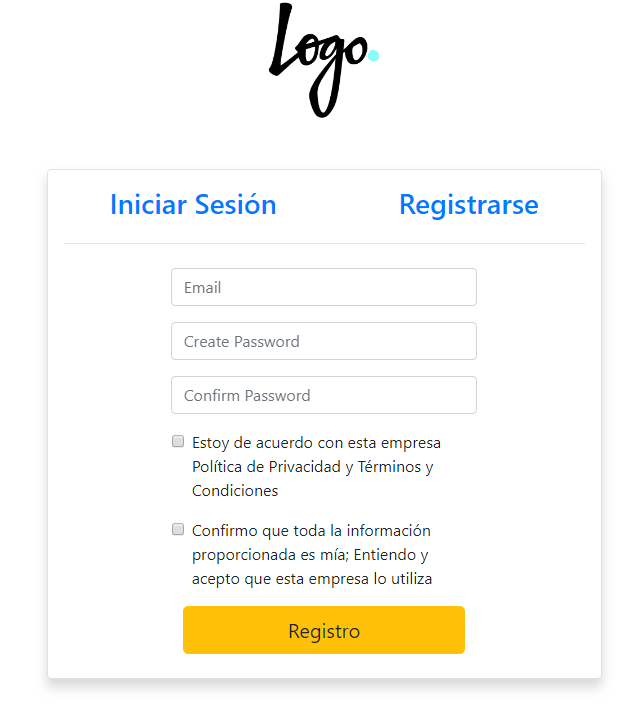 Logo.
Iniciar Sesión Registrarse
Email
Create Password
Confirm Password
Estoy de acuerdo con esta empresa
Política de Privacidad y Términos y
Condiciones
Confirmo que toda la información
proporcionada es mía; Entiendo y
acepto que esta empresa lo utiliza
Registro